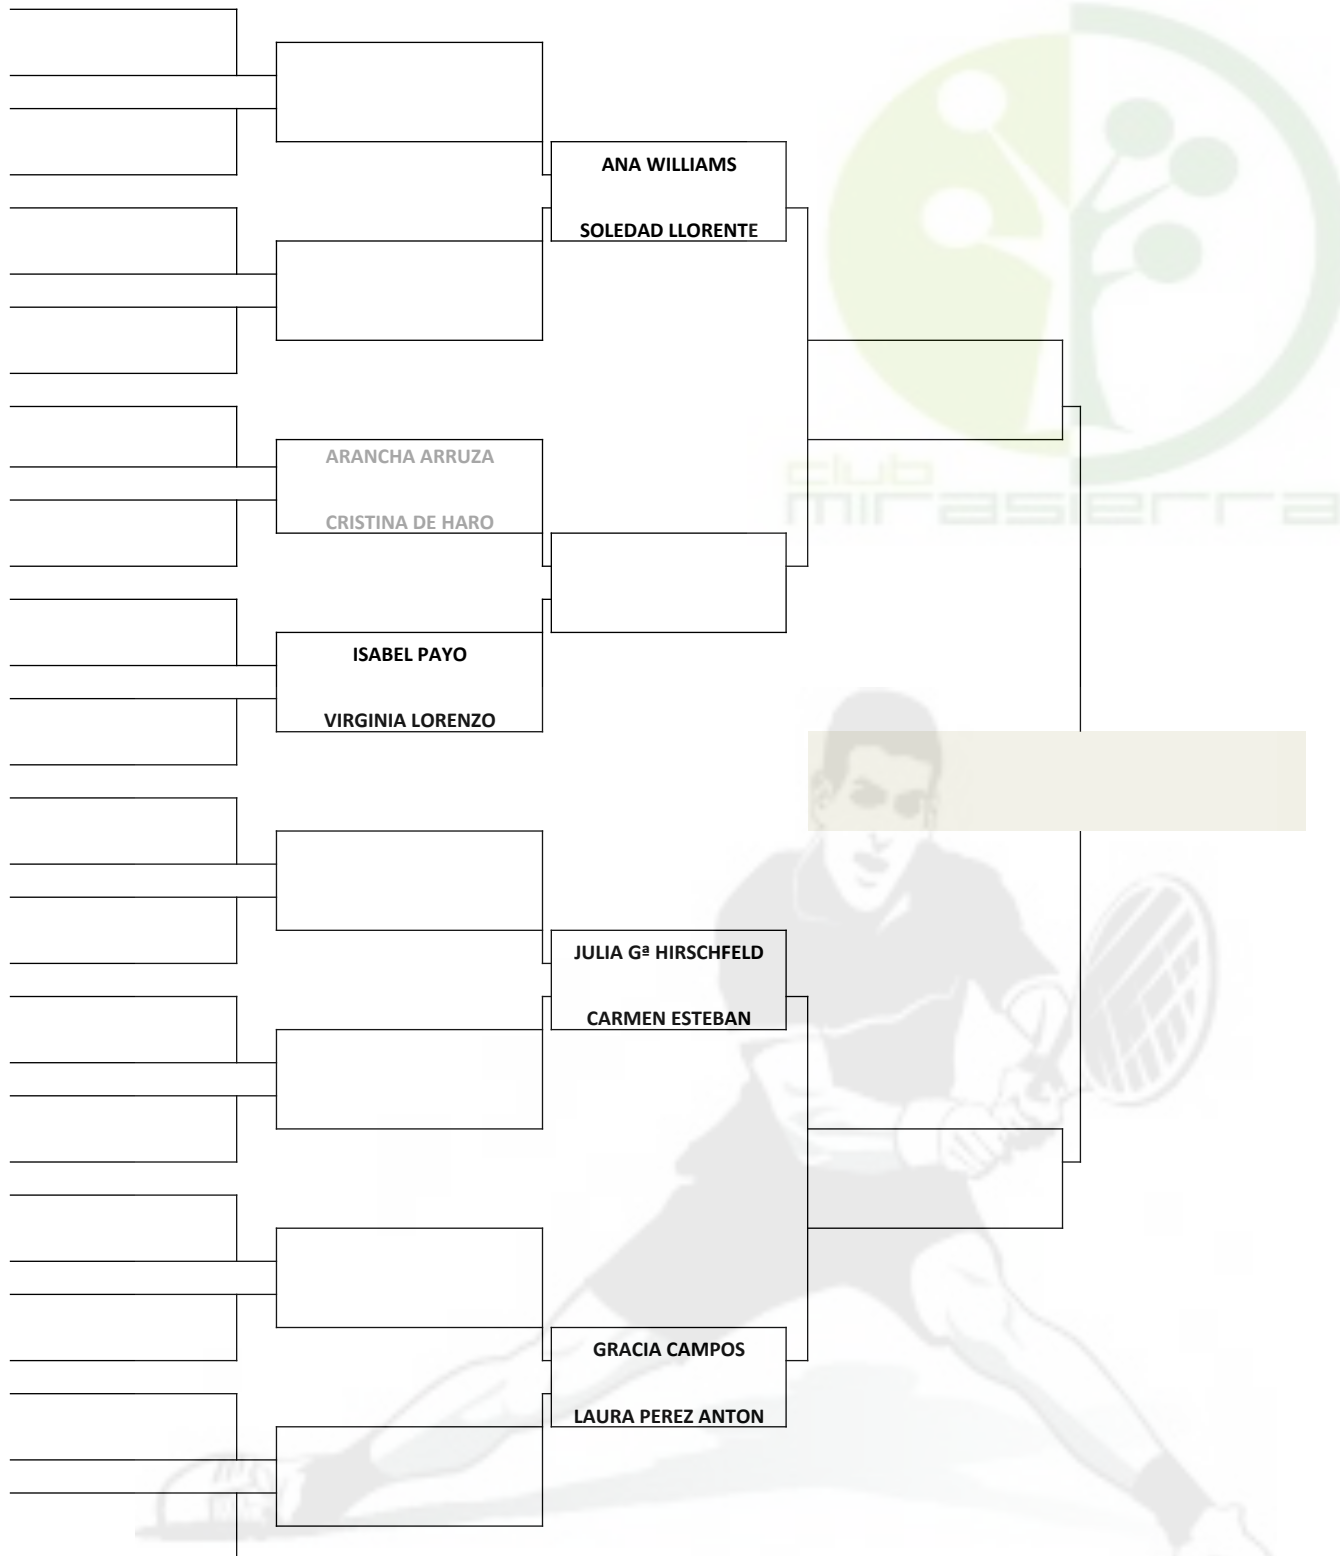 ANA WILLIAMS
SOLEDAD LLORENTE
ARANCHA ARRUZA
CRISTINA DE HARO
club
mirasierra
ISABEL PAYO
VIRGINIA LORENZO
JULIA Gª HIRSCHFELD
CARMEN ESTEBAN
GRACIA CAMPOS
LAURA PEREZ ANTON